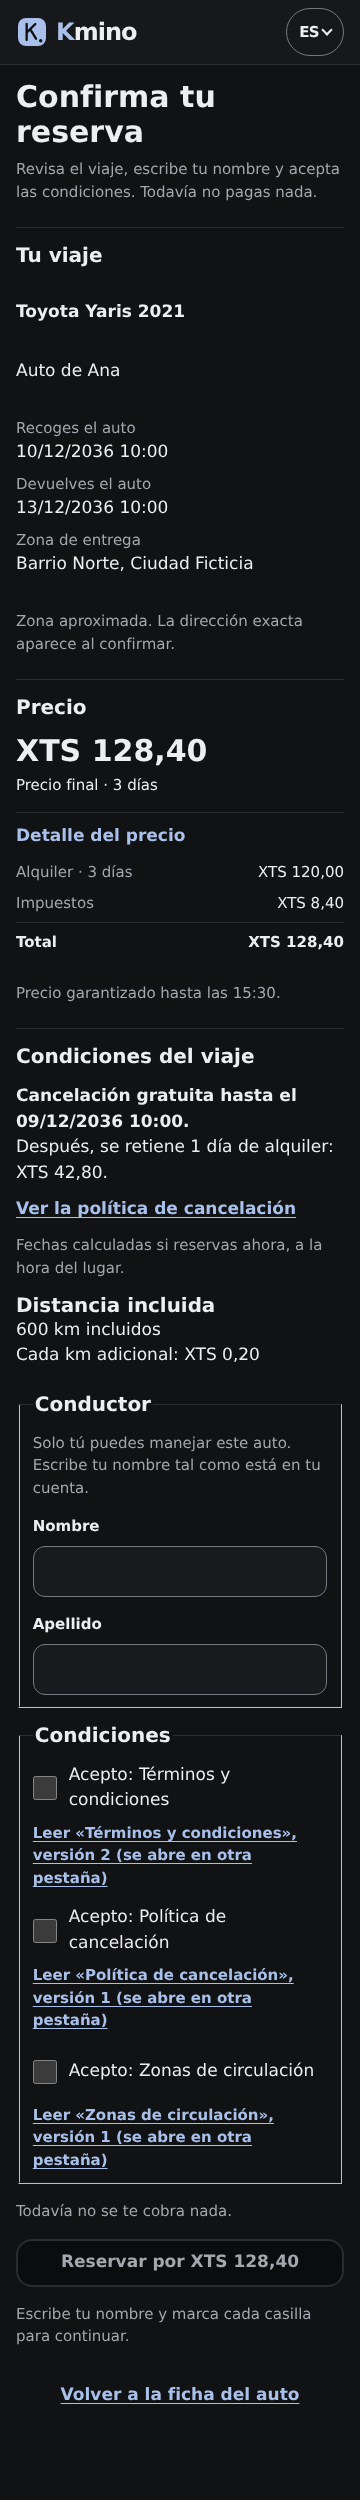 Kmino
ES
Confirma tu
reserva
Revisa el viaje, escribe tu nombre y acepta
las condiciones. Todavía no pagas nada.
Tu viaje
Toyota Yaris 2021
Auto de Ana
Recoges el auto
10/12/2036 10:00
Devuelves el auto
13/12/2036 10:00
Zona de entrega
Barrio Norte, Ciudad Ficticia
Zona aproximada. La dirección exacta
aparece al confirmar.
Precio
XTS 128,40
Precio final · 3 días
Detalle del precio
Alquiler · 3 días XTS 120,00
Impuestos XTS 8,40
Total XTS 128,40
Precio garantizado hasta las 15:30.
Condiciones del viaje
Cancelación gratuita hasta el
09/12/2036 10:00.
Después, se retiene 1 día de alquiler:
XTS 42,80.
Ver la política de cancelación
Fechas calculadas si reservas ahora, a la
hora del lugar.
Distancia incluida
600 km incluidos
Cada km adicional: XTS 0,20
Conductor
Solo tú puedes manejar este auto.
Escribe tu nombre tal como está en tu
cuenta.
Nombre
Apellido
Condiciones
Acepto: Términos y
condiciones
Leer «Términos y condiciones»,
versión 2 (se abre en otra
pestaña)
Acepto: Política de
cancelación
Leer «Política de cancelación»,
versión 1 (se abre en otra
pestaña)
Acepto: Zonas de circulación
Leer «Zonas de circulación»,
versión 1 (se abre en otra
pestaña)
Todavía no se te cobra nada.
Reservar por XTS 128,40
Escribe tu nombre y marca cada casilla
para continuar.
Volver a la ficha del auto